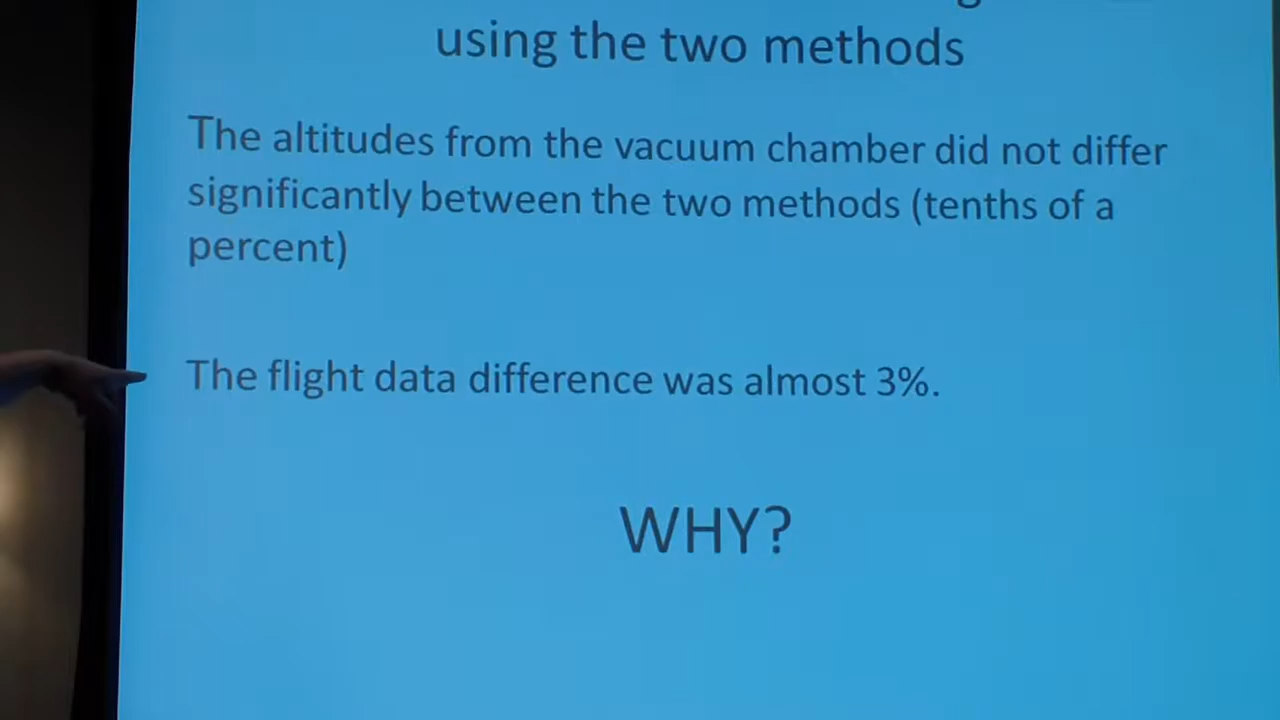 using the two methods
The altitudes from the vacuum chamber did not differ
significantly between the two methods (tenths of a
percent)
The flight data difference was almost 3%.
WHY?